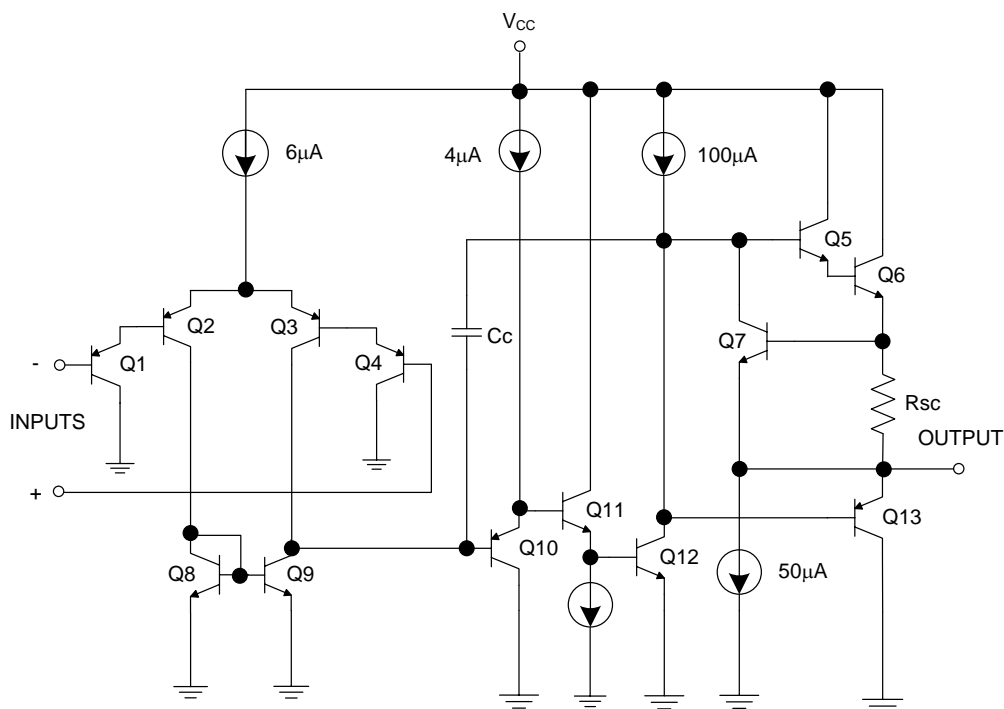 VCC
6µA
4µA
100µA
Q5
Q6
Q2
Q3
Q7
Cc
Q1
Q4
-
Rsc
INPUTS
OUTPUT
+
Q11
Q13
Q10
Q8
Q9
Q12
50µA